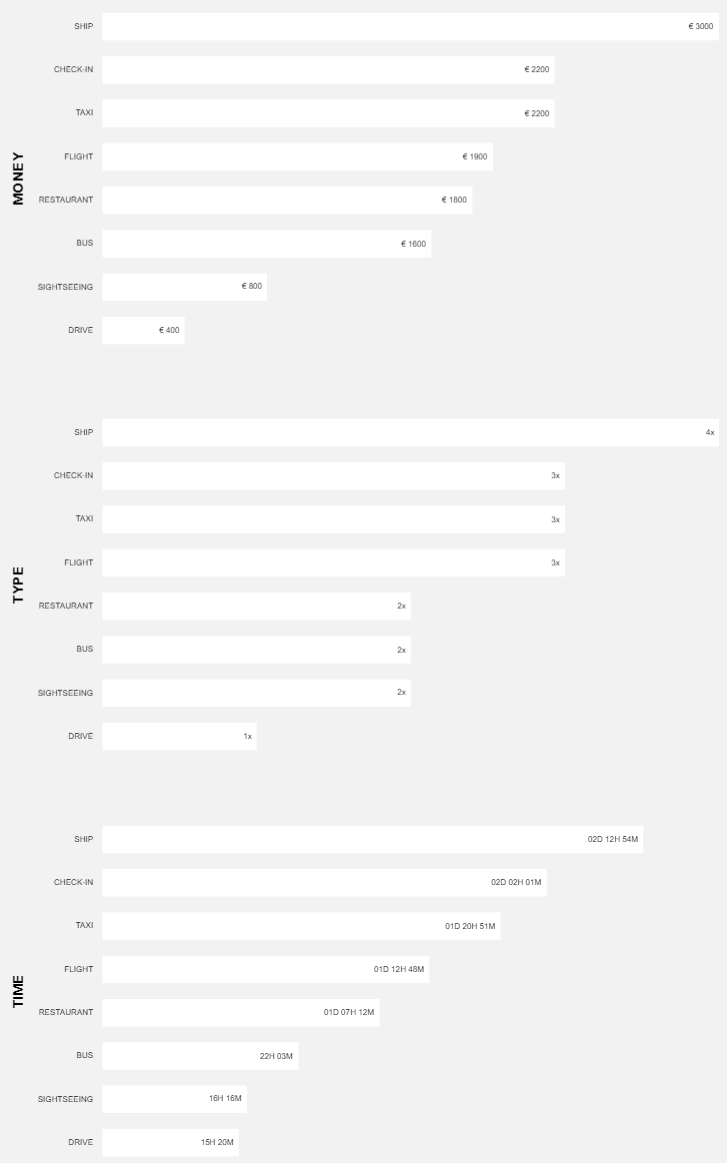 MONEY
SHIP € 3000
CHECK-IN € 2200
TAXI € 2200
FLIGHT € 1900
RESTAURANT € 1800
BUS € 1600
SIGHTSEEING € 800
DRIVE € 400
TYPE
SHIP 4x
CHECK-IN 3x
TAXI 3x
FLIGHT 3x
RESTAURANT 2x
BUS 2x
SIGHTSEEING 2x
DRIVE 1x
TIME
SHIP 02D 12H 54M
CHECK-IN 02D 02H 01M
TAXI 01D 20H 51M
FLIGHT 01D 12H 48M
RESTAURANT 01D 07H 12M
BUS 22H 03M
SIGHTSEEING 16H 16M
DRIVE 15H 20M